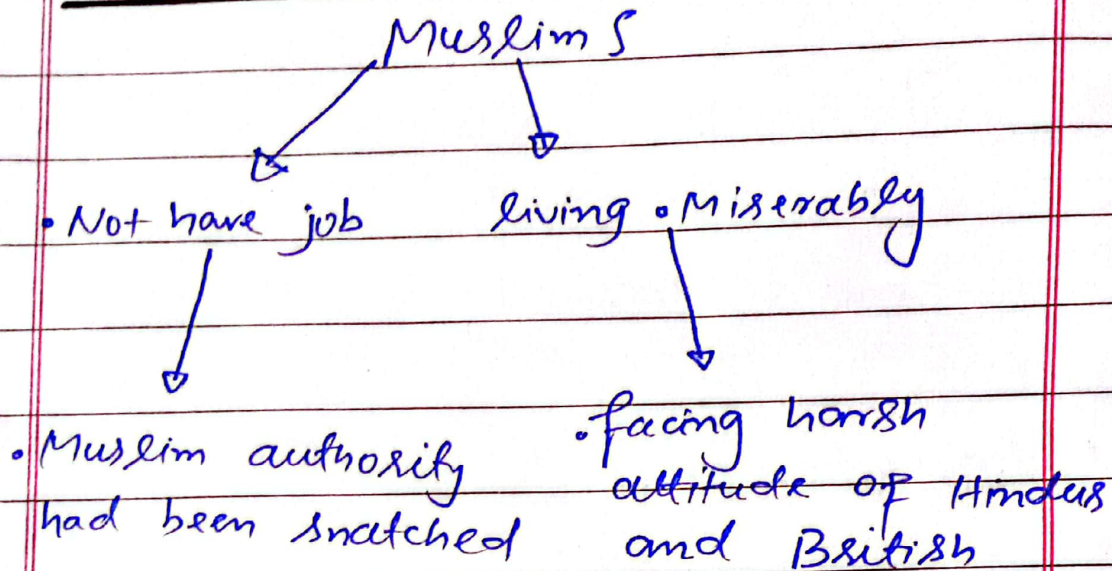 Muslims
• Not have job living • Miserably
• Muslim authority
had been snatched
• facing harsh
attitude of Hindus
and British